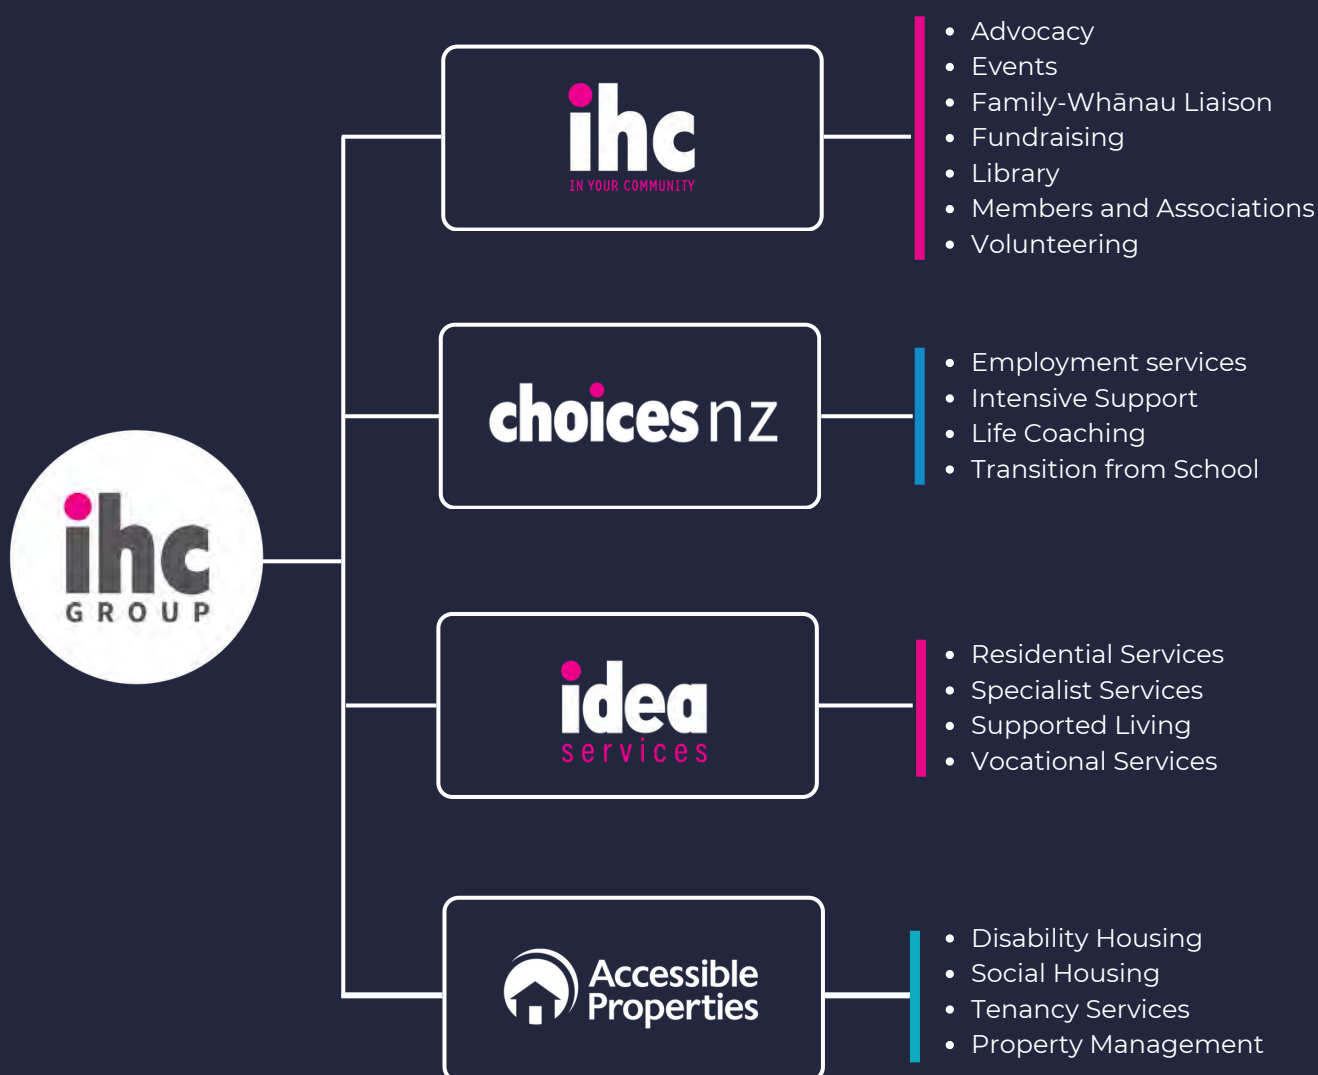 ihc
IN YOUR COMMUNITY
• Advocacy
• Events
• Family-Whānau Liaison
• Fundraising
• Library
• Members and Associations
• Volunteering
choices nz
• Employment services
• Intensive Support
• Life Coaching
• Transition from School
ihc
GROUP
idea
services
• Residential Services
• Specialist Services
• Supported Living
• Vocational Services
Accessible
Properties
• Disability Housing
• Social Housing
• Tenancy Services
• Property Management